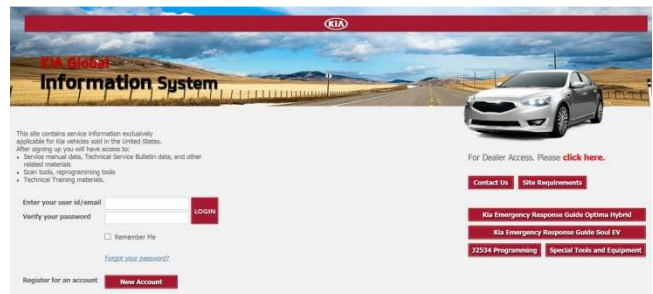 KIA
KIA Global
Information System
This site contains service information exclusively
applicable for Kia vehicles sold in the United States.
After signing up you will have access to:
• Service manual data, Technical Service Bulletin data, and other
related materials
• Scan tools, reprogramming tools
• Technical Training materials.
Enter your user id/email
Verify your password
LOGIN
Remember Me
Forgot your password?
Register for an account
New Account
For Dealer Access. Please click here.
Contact Us
Site Requirements
Kia Emergency Response Guide Optima Hybrid
Kia Emergency Response Guide Soul EV
J2534 Programming
Special Tools and Equipment